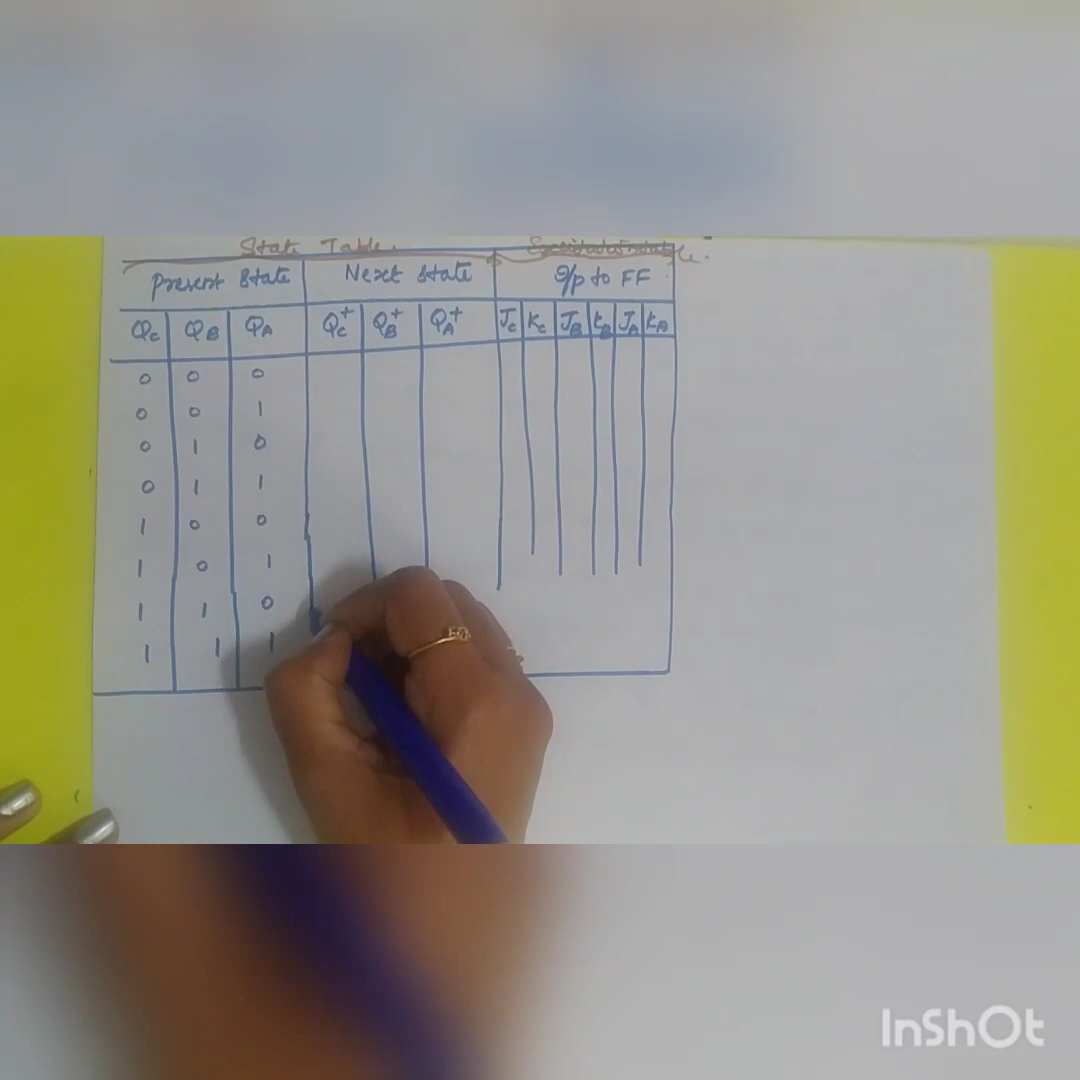 State Table
Present State Next State I/p to FF
Qc QB QA Qc+ QB+ QA+ Jc Kc JB KB JA KA
0 0 0
0 0 1
0 1 0
0 1 1
1 0 0
1 0 1
1 1 0
1 1 1
InShOt